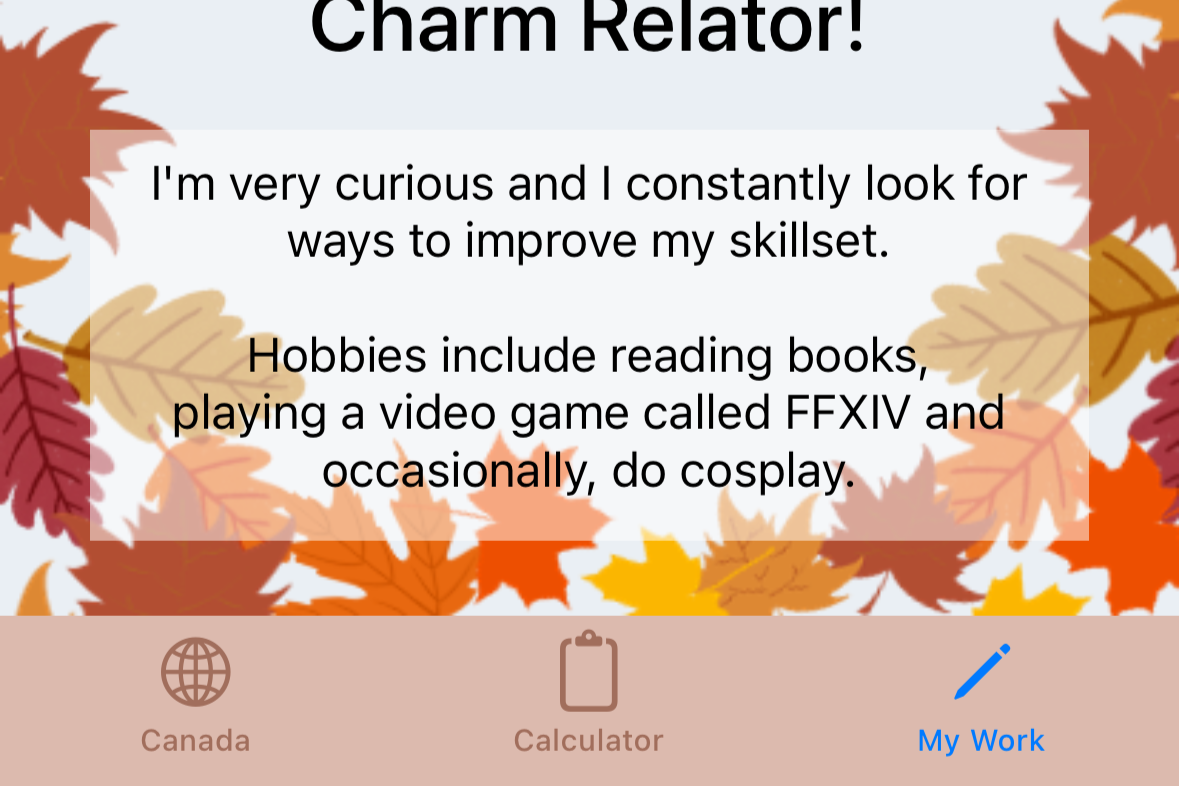 Charm Relator!
I'm very curious and I constantly look for
ways to improve my skillset.
Hobbies include reading books,
playing a video game called FFXIV and
occasionally, do cosplay.
Canada
Calculator
My Work